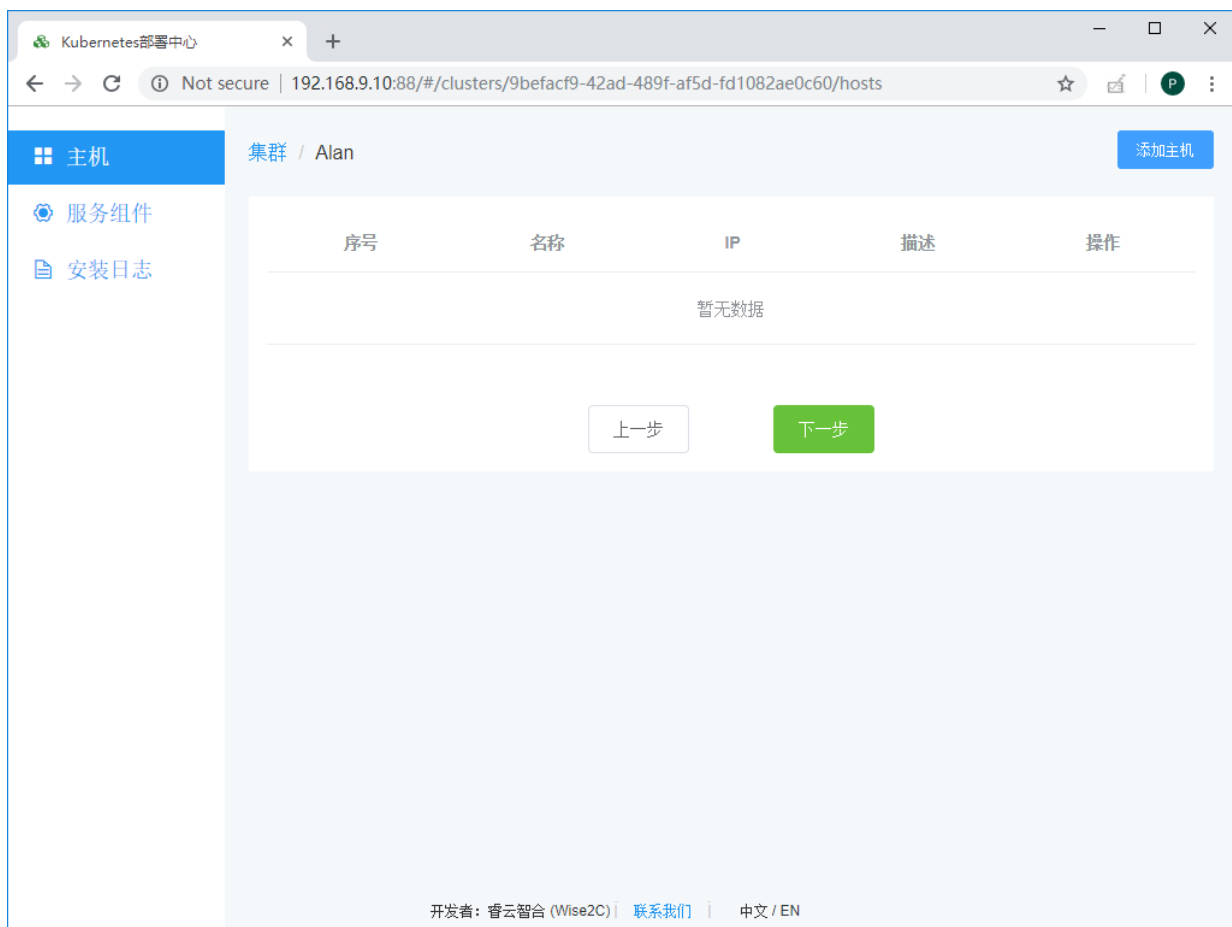 Kubernetes部署中心
Not secure | 192.168.9.10:88/#/clusters/9befacf9-42ad-489f-af5d-fd1082ae0c60/hosts
P
主机
集群 / Alan
添加主机
服务组件
安装日志
序号 名称 IP 描述 操作
暂无数据
上一步 下一步
开发者：睿云智合 (Wise2C) | 联系我们 | 中文 / EN